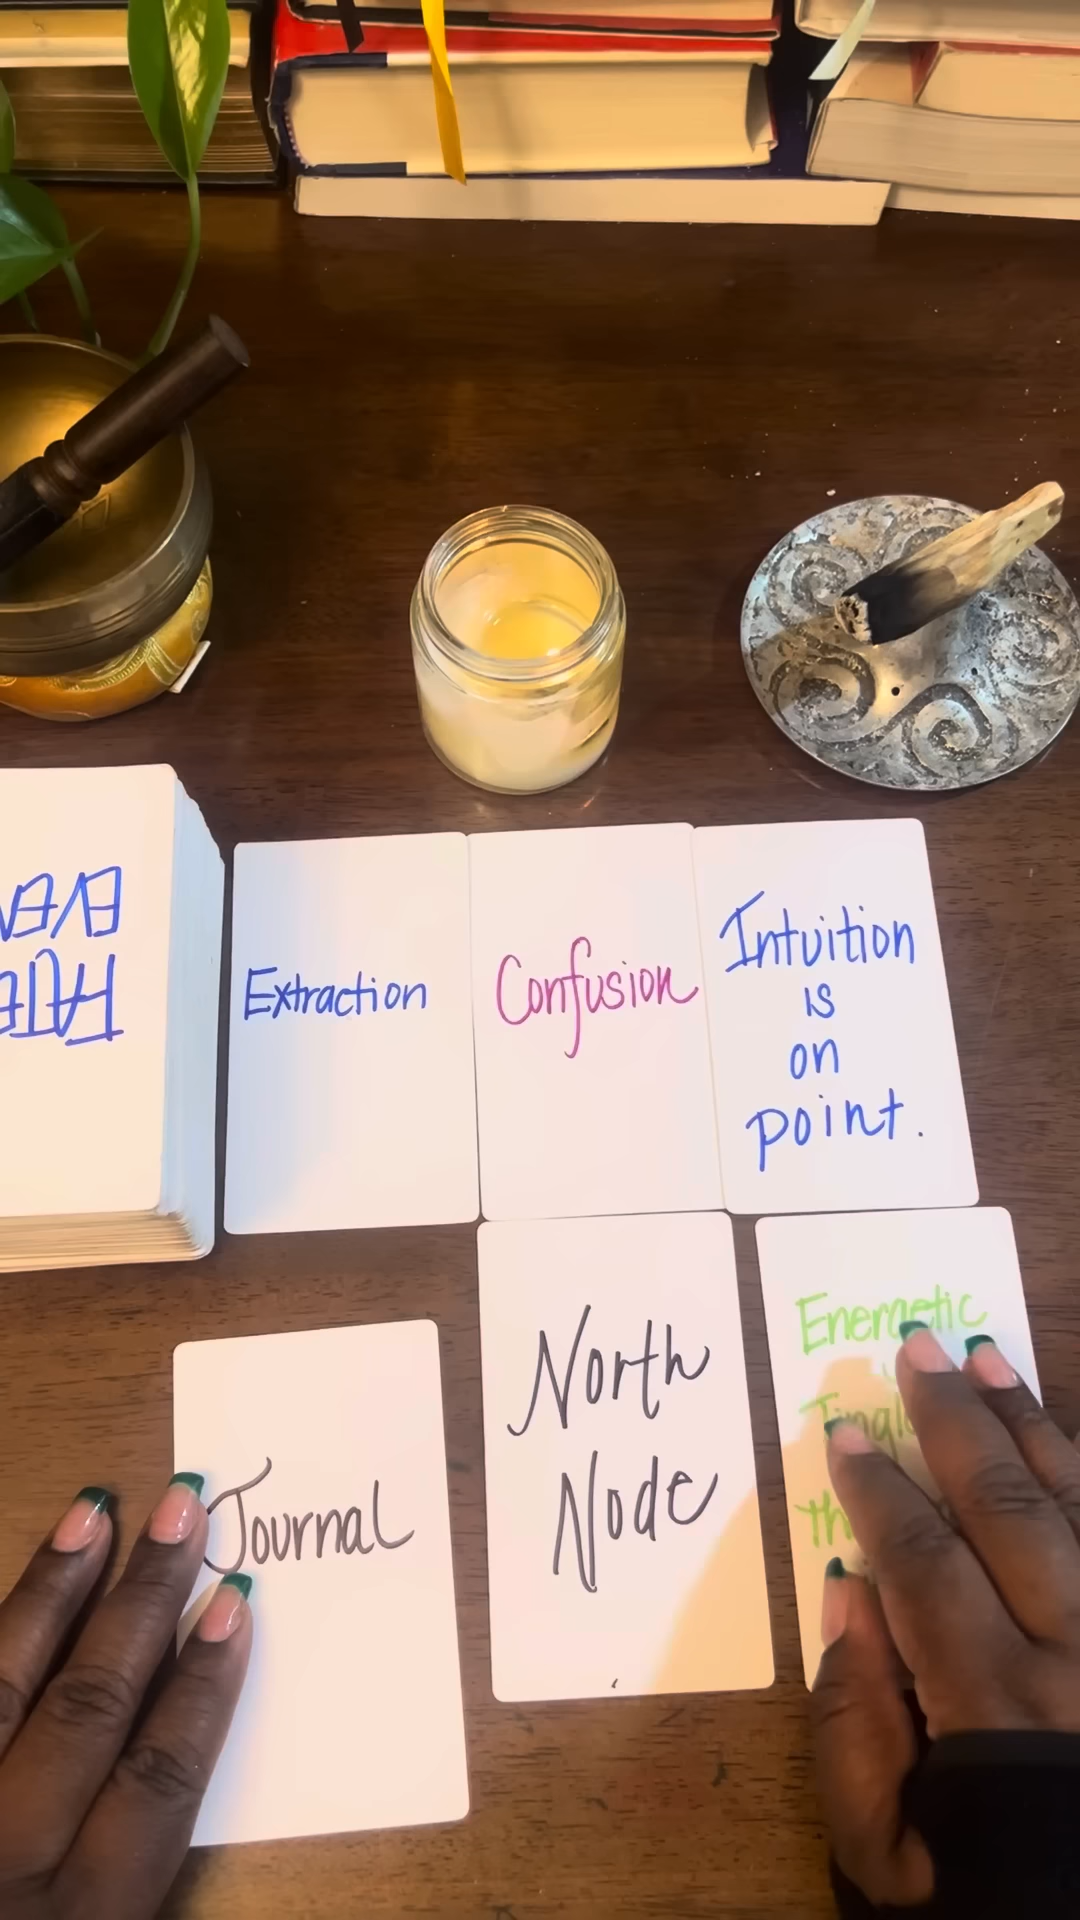 Extraction
Confusion
Intuition
is
on
point.
Journal
North
Node
Energetic